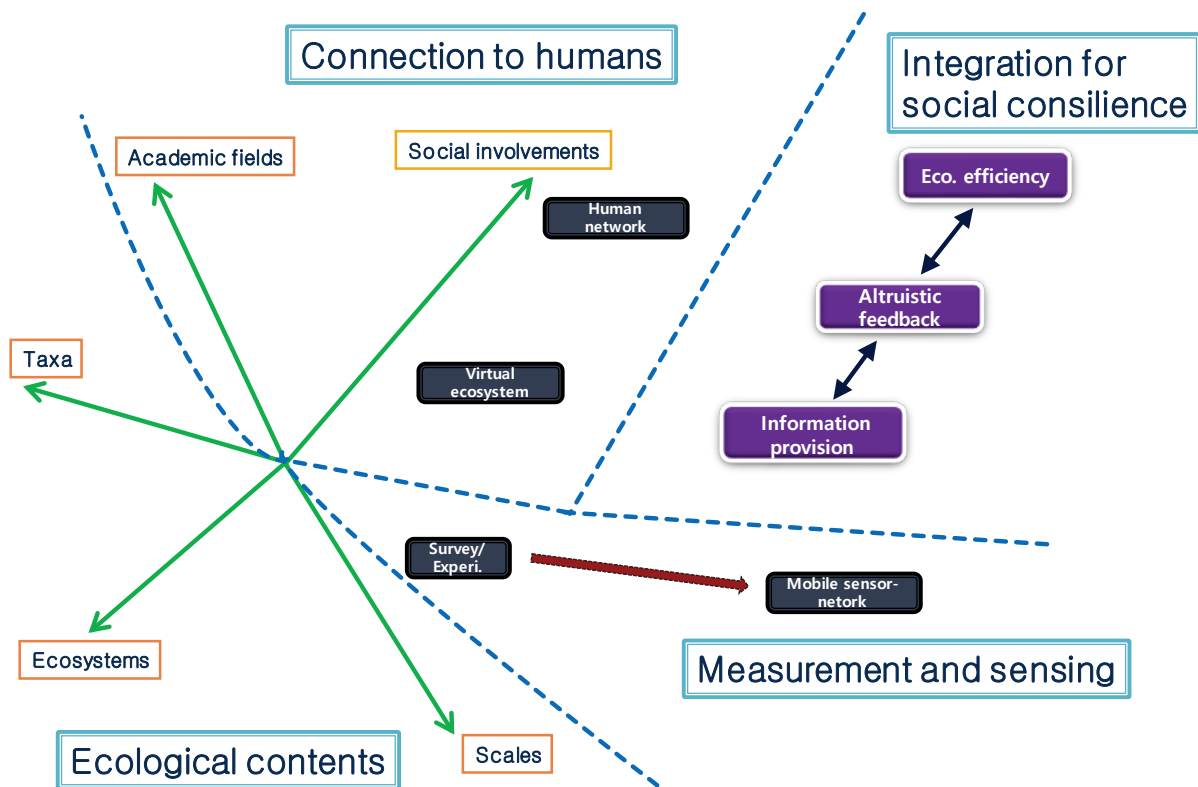 Connection to humans
Integration for
social consilience
Academic fields
Social involvements
Eco. efficiency
Human
network
Altruistic
feedback
Taxa
Virtual
ecosystem
Information
provision
Survey/
Experi.
Mobile sensor-
netork
Ecosystems
Measurement and sensing
Ecological contents
Scales